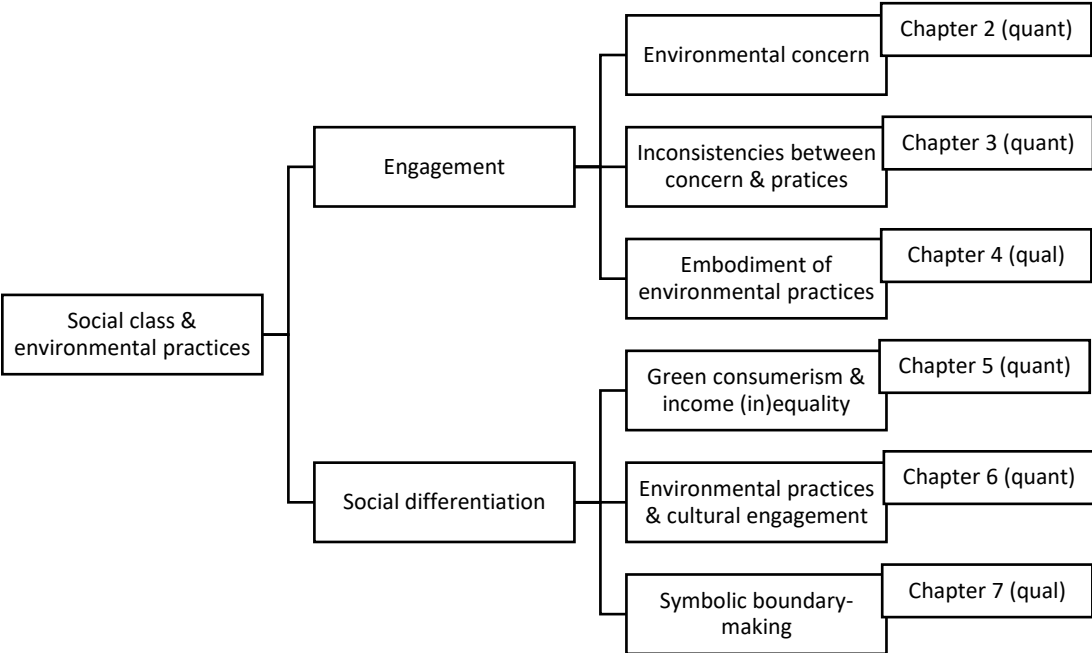 Social class &
environmental practices
Engagement
Environmental concern
Chapter 2 (quant)
Inconsistencies between
concern & pratices
Chapter 3 (quant)
Embodiment of
environmental practices
Chapter 4 (qual)
Social differentiation
Green consumerism &
income (in)equality
Chapter 5 (quant)
Environmental practices
& cultural engagement
Chapter 6 (quant)
Symbolic boundary-
making
Chapter 7 (qual)